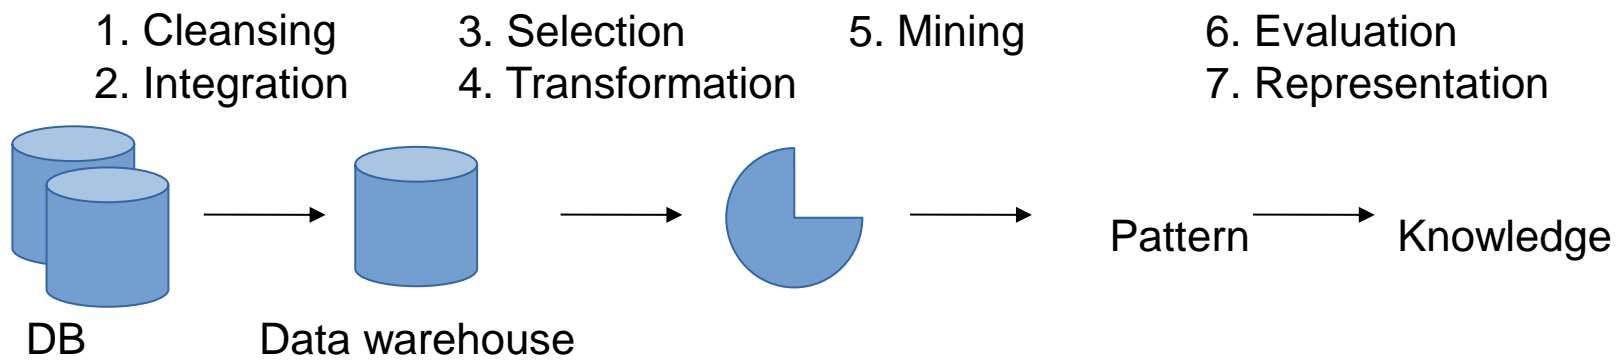 1. Cleansing
2. Integration
3. Selection
4. Transformation
5. Mining
6. Evaluation
7. Representation
Pattern
Knowledge
DB
Data warehouse